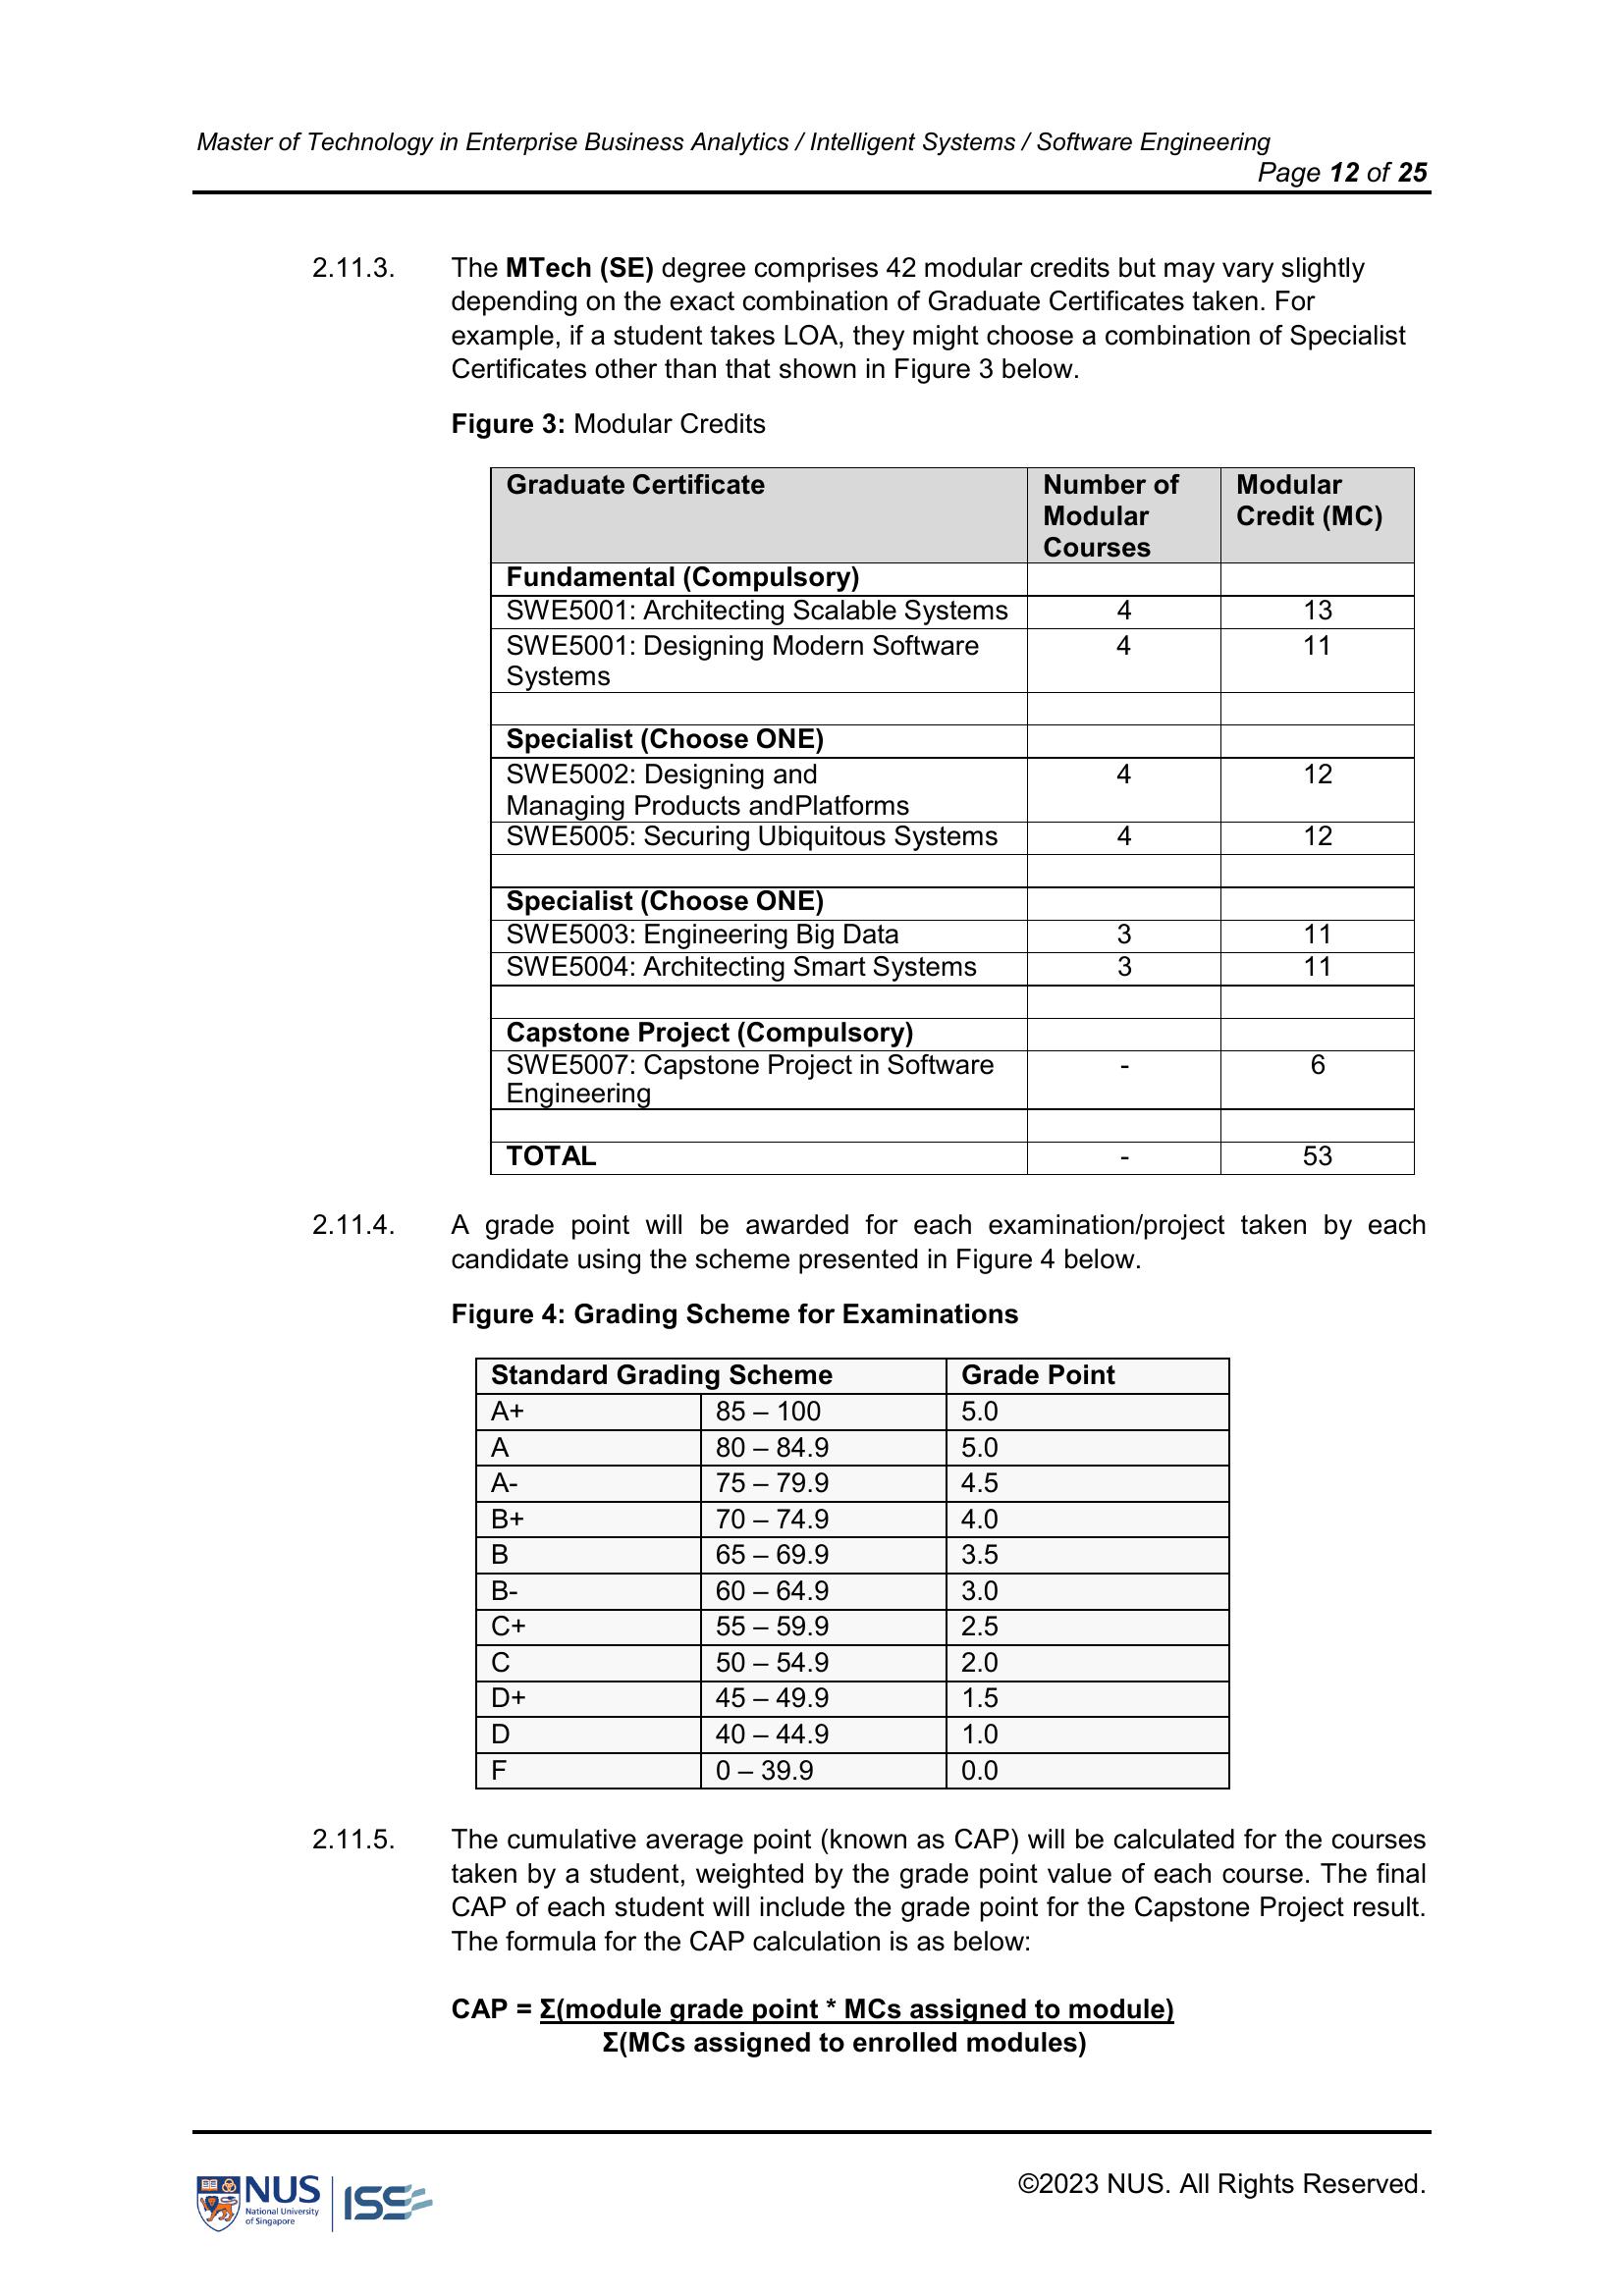 Master of Technology in Enterprise Business Analytics / Intelligent Systems / Software Engineering
Page 12 of 25
2.11.3. The MTech (SE) degree comprises 42 modular credits but may vary slightly
depending on the exact combination of Graduate Certificates taken. For
example, if a student takes LOA, they might choose a combination of Specialist
Certificates other than that shown in Figure 3 below.
Figure 3: Modular Credits
Graduate Certificate Number of Modular Courses Modular Credit (MC)
Fundamental (Compulsory)
SWE5001: Architecting Scalable Systems 4 13
SWE5001: Designing Modern Software 4 11
Systems
Specialist (Choose ONE)
SWE5002: Designing and 4 12
Managing Products andPlatforms
SWE5005: Securing Ubiquitous Systems 4 12
Specialist (Choose ONE)
SWE5003: Engineering Big Data 3 11
SWE5004: Architecting Smart Systems 3 11
Capstone Project (Compulsory)
SWE5007: Capstone Project in Software - 6
Engineering
TOTAL - 53
2.11.4. A grade point will be awarded for each examination/project taken by each
candidate using the scheme presented in Figure 4 below.
Figure 4: Grading Scheme for Examinations
Standard Grading Scheme Grade Point
A+ 85 – 100 5.0
A 80 – 84.9 5.0
A- 75 – 79.9 4.5
B+ 70 – 74.9 4.0
B 65 – 69.9 3.5
B- 60 – 64.9 3.0
C+ 55 – 59.9 2.5
C 50 – 54.9 2.0
D+ 45 – 49.9 1.5
D 40 – 44.9 1.0
F 0 – 39.9 0.0
2.11.5. The cumulative average point (known as CAP) will be calculated for the courses
taken by a student, weighted by the grade point value of each course. The final
CAP of each student will include the grade point for the Capstone Project result.
The formula for the CAP calculation is as below:
CAP = Σ(module grade point * MCs assigned to module)
Σ(MCs assigned to enrolled modules)
©2023 NUS. All Rights Reserved.
NUS
National University
of Singapore
ISS